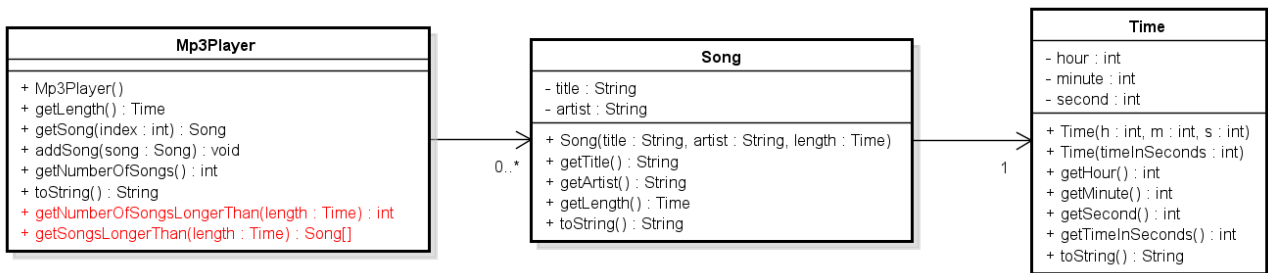 Mp3Player
+ Mp3Player()
+ getLength() : Time
+ getSong(index : int) : Song
+ addSong(song : Song) : void
+ getNumberOfSongs() : int
+ toString() : String
+ getNumberOfSongsLongerThan(length : Time) : int
+ getSongsLongerThan(length : Time) : Song[]
0..*
Song
- title : String
- artist : String
+ Song(title : String, artist : String, length : Time)
+ getTitle() : String
+ getArtist() : String
+ getLength() : Time
+ toString() : String
1
Time
- hour : int
- minute : int
- second : int
+ Time(h : int, m : int, s : int)
+ Time(timeInSeconds : int)
+ getHour() : int
+ getMinute() : int
+ getSecond() : int
+ getTimeInSeconds() : int
+ toString() : String